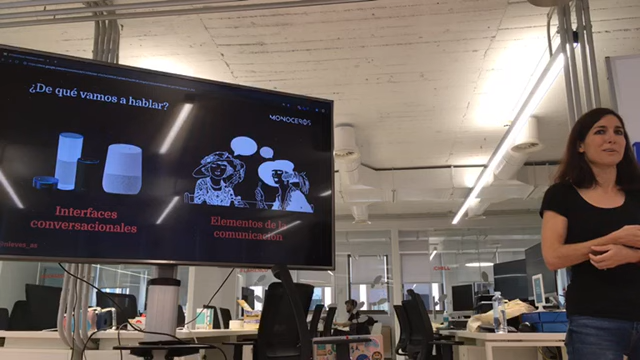 ¿De qué vamos a hablar?
MONOCEROS
Interfaces
conversacionales
Elementos de la
comunicación